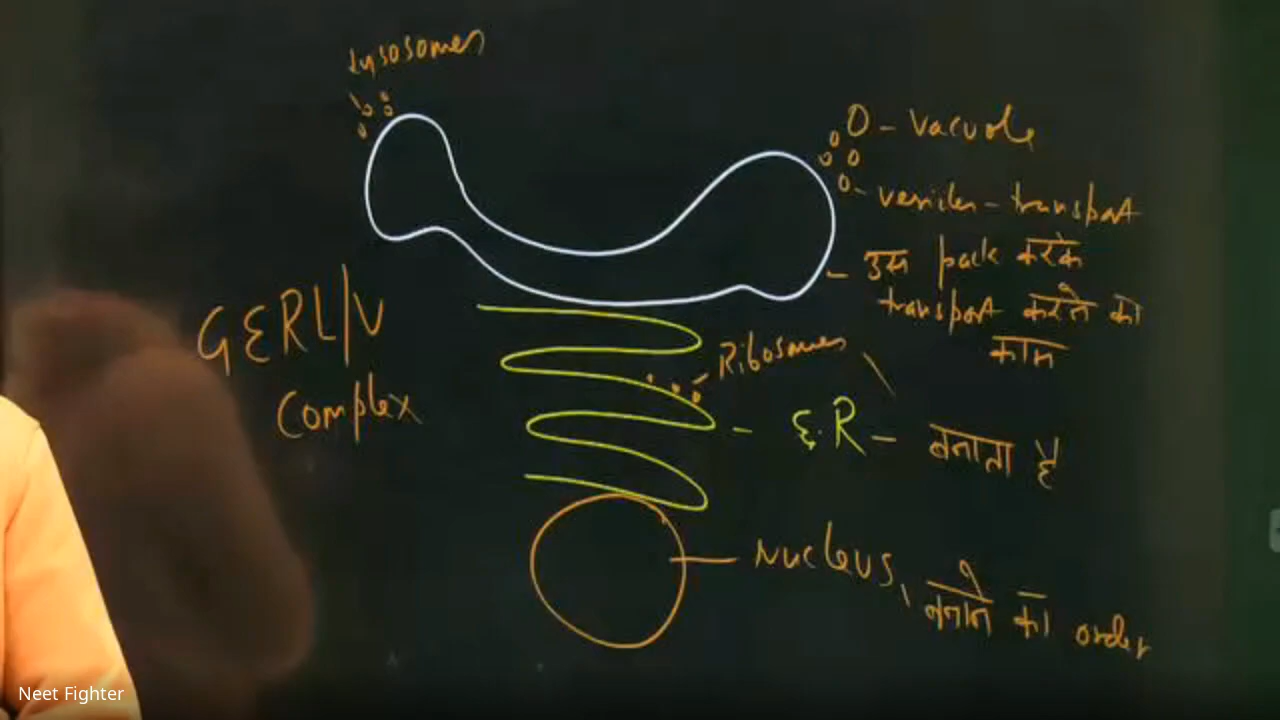 Lysosomes
O - vacuole
vesicles - transport
- उस pack करके
transport करने का
काम
GERL/V
Complex
Ribosomes
- E.R - बनाता है
Nucleus, बनाने का order
Neet Fighter